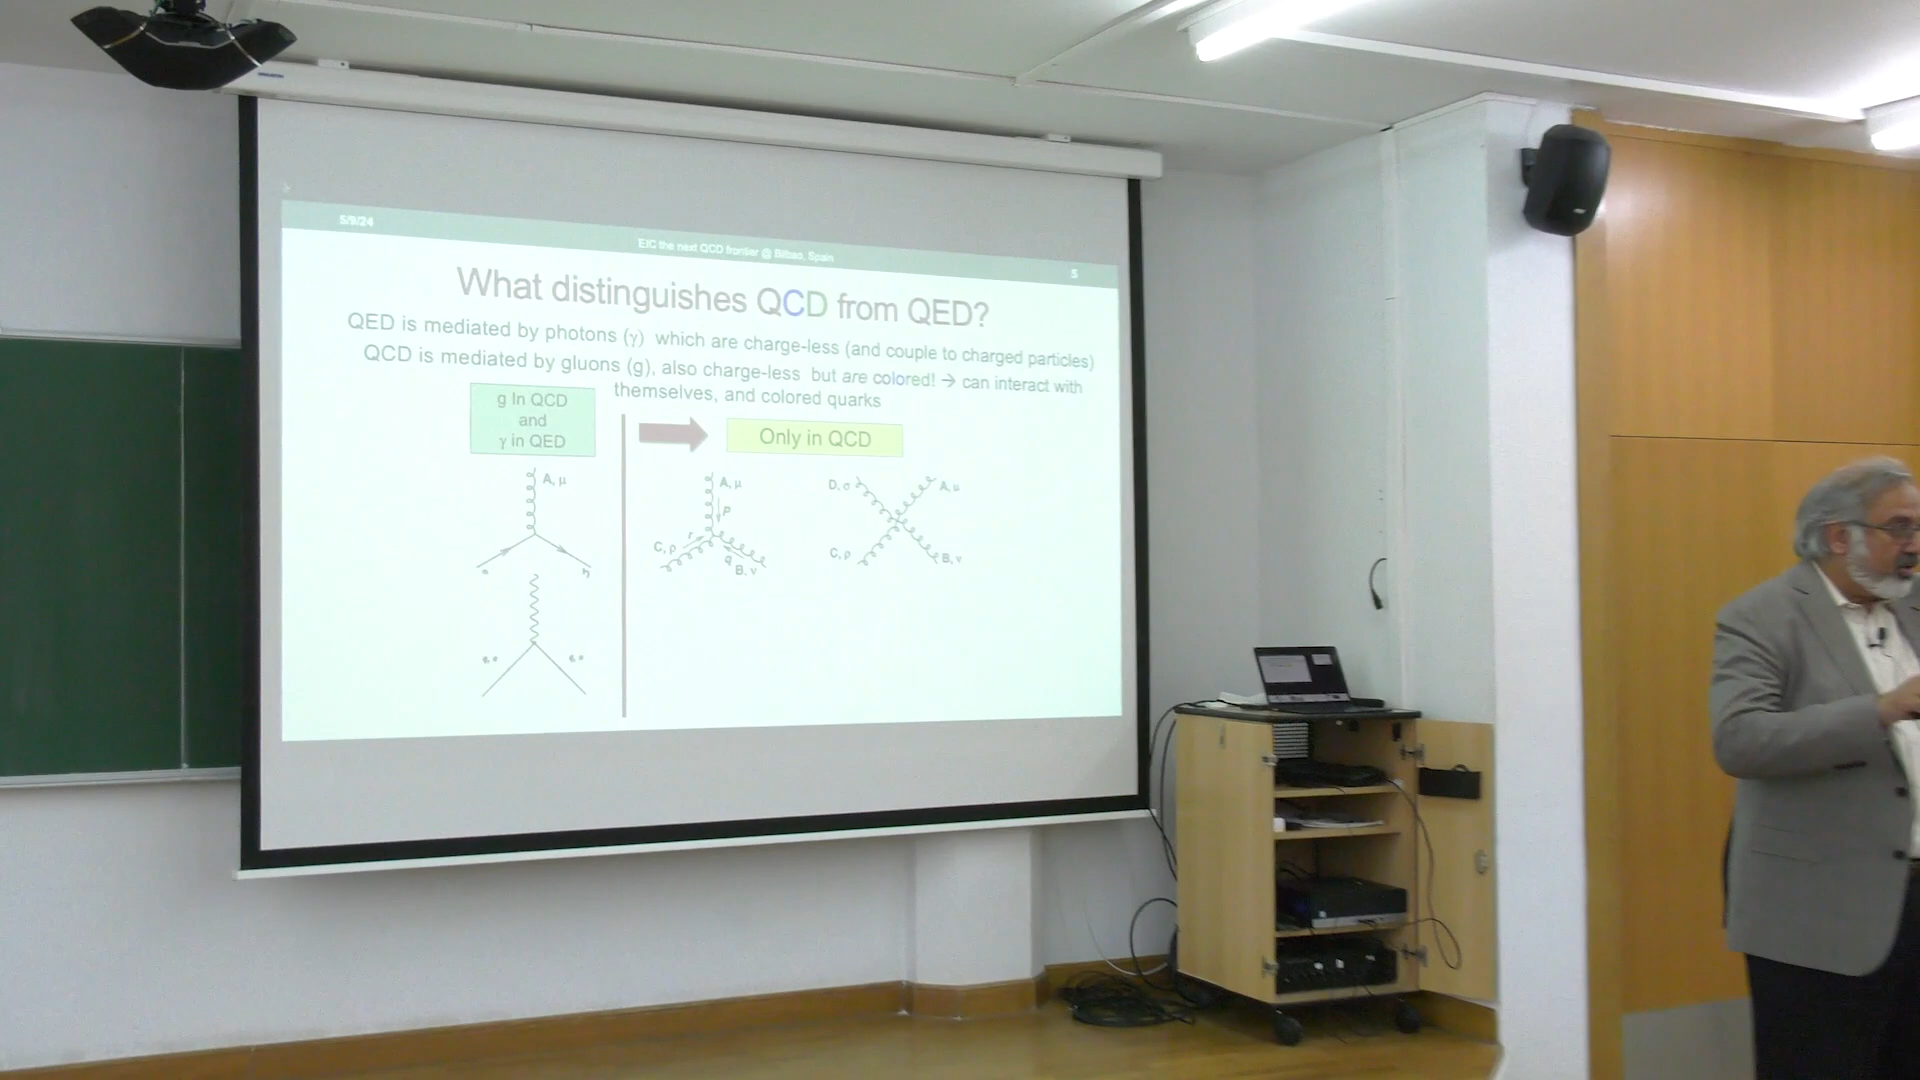 5/9/24
EIC the next QCD frontier @ Bilbao, Spain
5
What distinguishes QCD from QED?
QED is mediated by photons (γ) which are charge-less (and couple to charged particles)
QCD is mediated by gluons (g), also charge-less but are colored! → can interact with
themselves, and colored quarks
g In QCD
and
γ in QED
Only in QCD
A, μ
A, μ
p
C, ρ
r
q
B, ν
D, σ
A, μ
C, ρ
B, ν